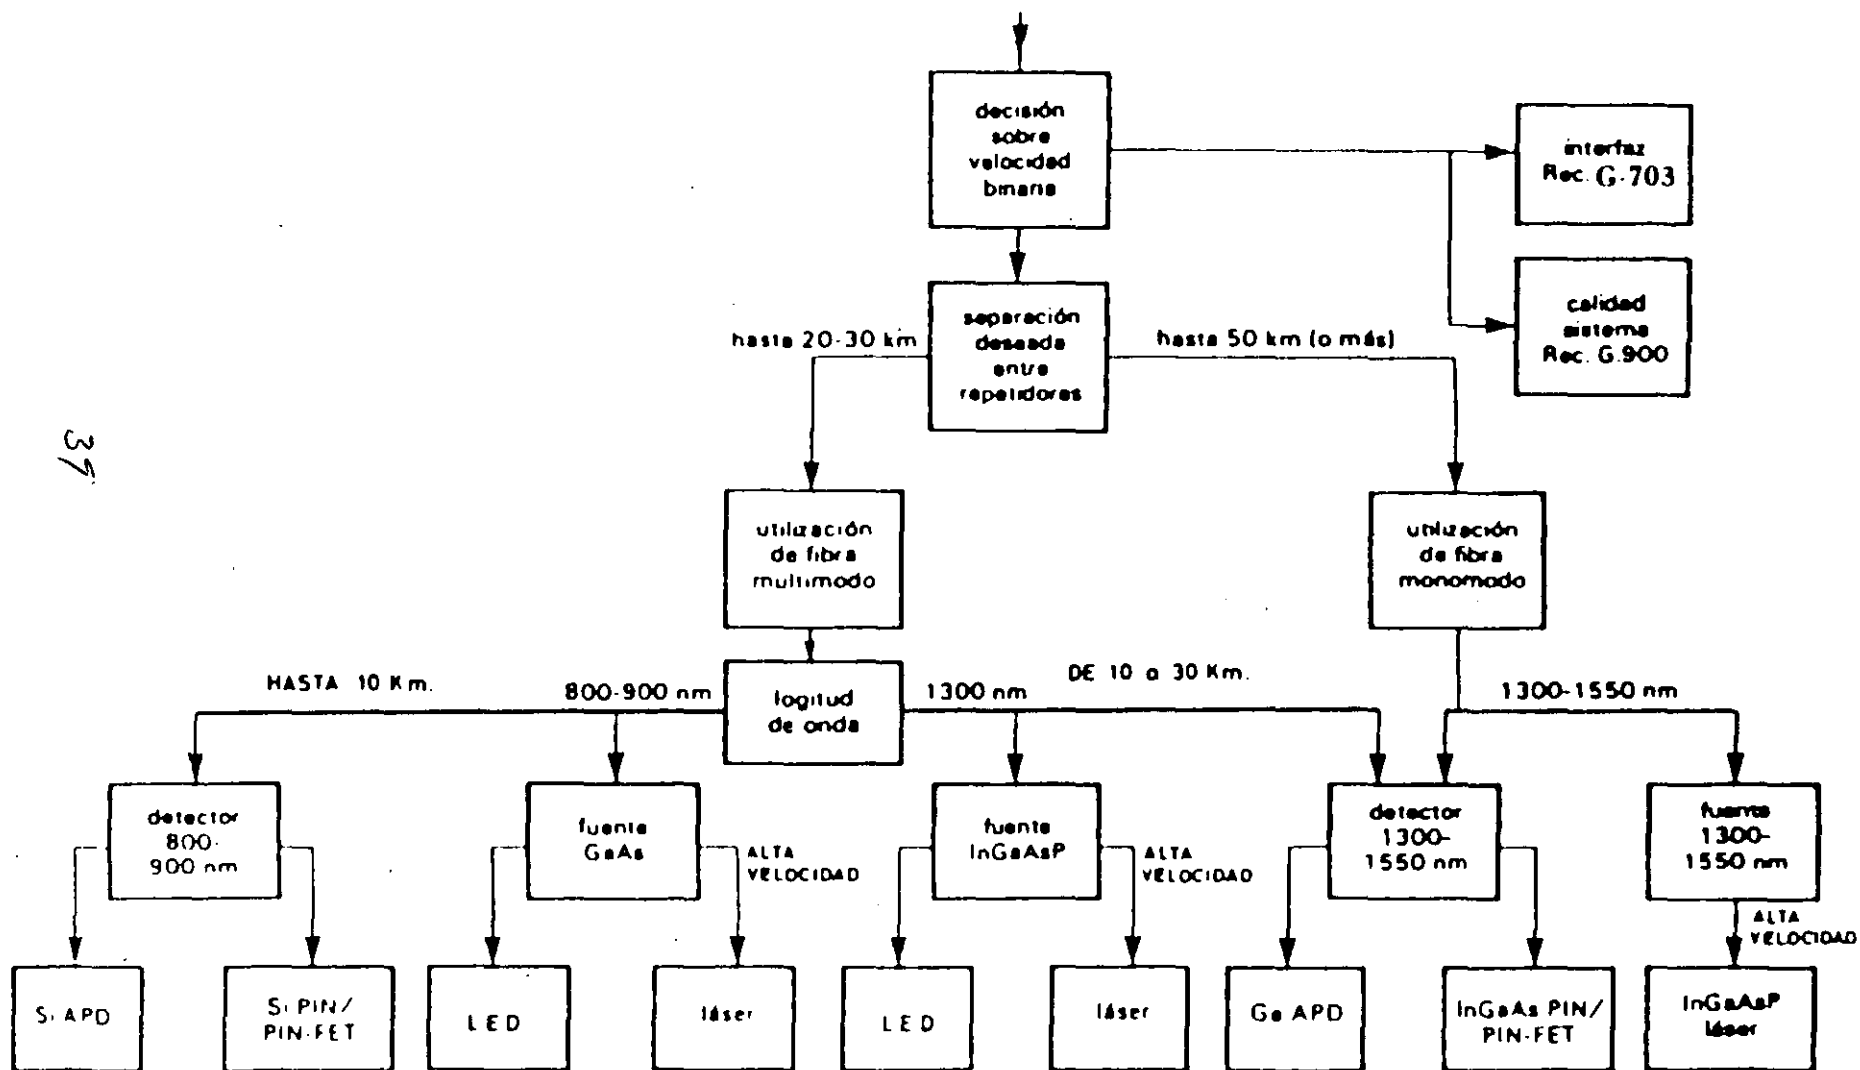 decisión
sobre
velocidad
binaria
interfaz
Rec. G-703
calidad
sistema
Rec. G.900
separación
deseada
entre
repetidores
hasta 20-30 km
hasta 50 km (o más)
37
utilización
de fibra
multimodo
utilización
de fibra
monomodo
HASTA 10 Km.
800-900 nm
logitud
de onda
1300 nm
DE 10 a 30 Km.
1300-1550 nm
detector
800-
900 nm
fuente
GaAs
ALTA
VELOCIDAD
fuente
InGaAsP
ALTA
VELOCIDAD
detector
1300-
1550 nm
fuente
1300-
1550 nm
ALTA
VELOCIDAD
Si APD
Si PIN/
PIN-FET
LED
láser
LED
láser
Ge APD
InGaAs PIN/
PIN-FET
InGaAsP
láser